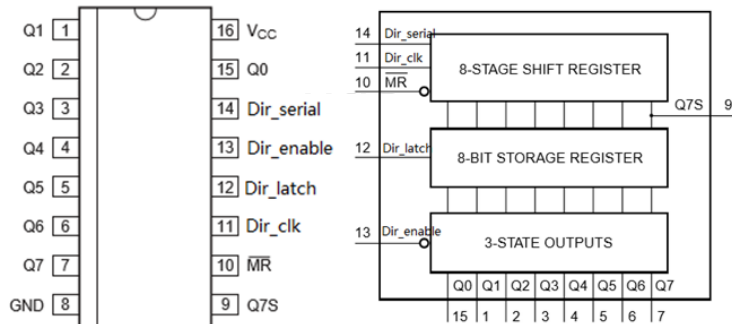 Q1 1 16 VCC
Q2 2 15 Q0
Q3 3 14 Dir_serial
Q4 4 13 Dir_enable
Q5 5 12 Dir_latch
Q6 6 11 Dir_clk
Q7 7 10 M̅R̅
GND 8 9 Q7S
14 Dir_serial
11 Dir_clk
10 M̅R̅
8-STAGE SHIFT REGISTER
Q7S 9
12 Dir_latch
8-BIT STORAGE REGISTER
13 Dir_enable
3-STATE OUTPUTS
Q0 Q1 Q2 Q3 Q4 Q5 Q6 Q7
15 1 2 3 4 5 6 7